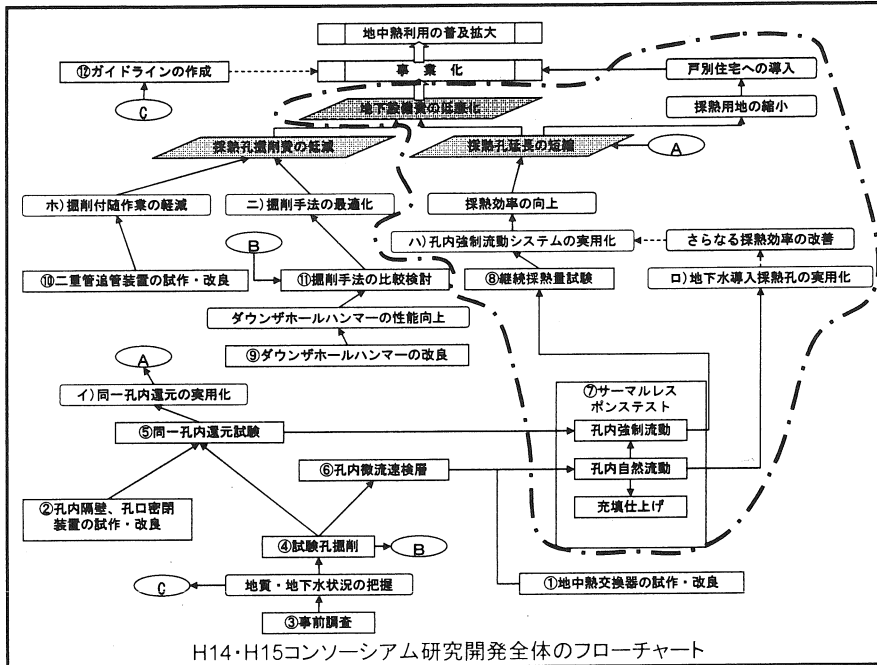 地中熱利用の普及拡大
⑫ガイドラインの作成
事 業 化
戸別住宅への導入
C
地下設備費の低廉化
採熱用地の縮小
採熱孔掘削費の低減
採熱孔延長の短縮
A
ホ)掘削付随作業の軽減
ニ)掘削手法の最適化
採熱効率の向上
B
ハ)孔内強制流動システムの実用化
さらなる採熱効率の改善
⑩二重管追管装置の試作・改良
⑪掘削手法の比較検討
⑧継続採熱量試験
ロ)地下水導入採熱孔の実用化
ダウンザホールハンマーの性能向上
⑨ダウンザホールハンマーの改良
A
イ)同一孔内還元の実用化
⑦サーマルレス
ポンステスト
⑤同一孔内還元試験
孔内強制流動
⑥孔内微流速検層
孔内自然流動
②孔内隔壁、孔口密閉
装置の試作・改良
充填仕上げ
④試験孔掘削
B
C
地質・地下水状況の把握
①地中熱交換器の試作・改良
③事前調査
H14・H15コンソーシアム研究開発全体のフローチャート